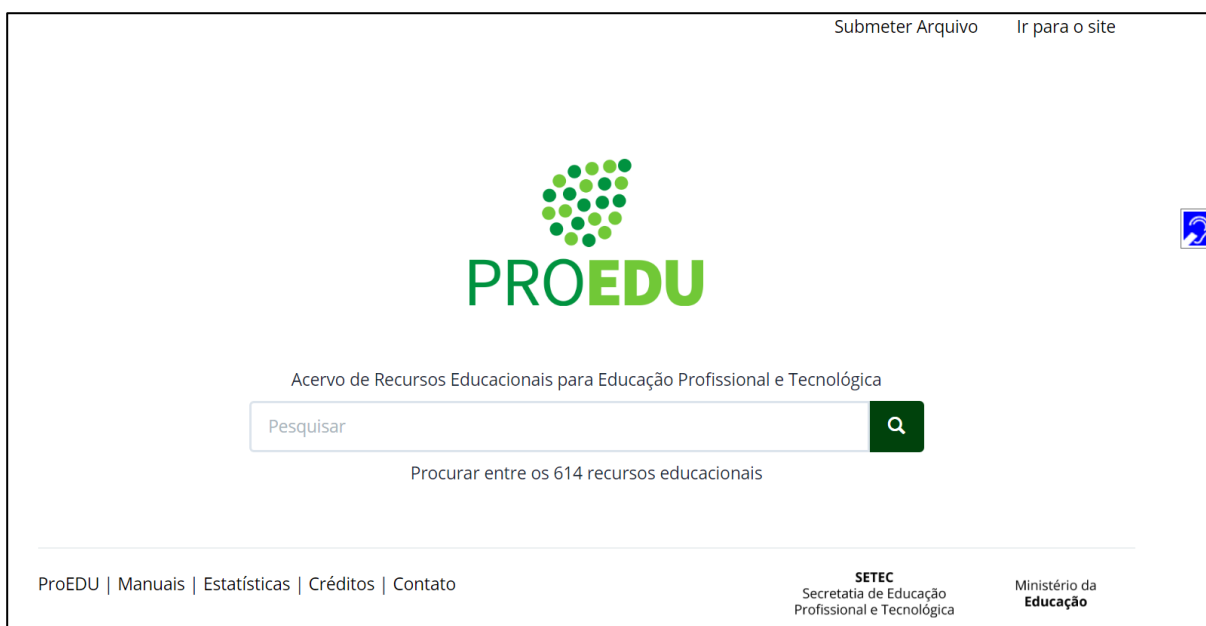 Submeter Arquivo Ir para o site
PROEDU
Acervo de Recursos Educacionais para Educação Profissional e Tecnológica
Pesquisar
Procurar entre os 614 recursos educacionais
ProEDU | Manuais | Estatísticas | Créditos | Contato
SETEC
Secretatia de Educação
Profissional e Tecnológica
Ministério da
Educação